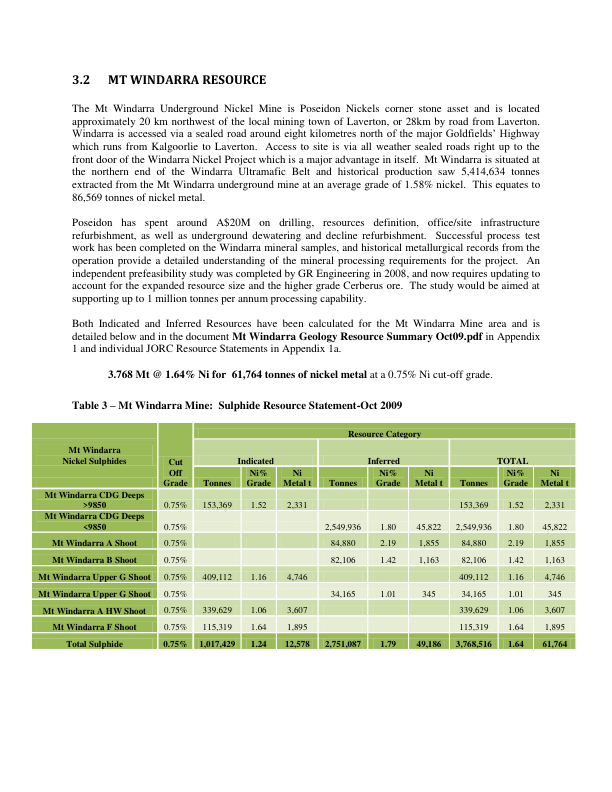 3.2 MT WINDARRA RESOURCE
The Mt Windarra Underground Nickel Mine is Poseidon Nickels corner stone asset and is located
approximately 20 km northwest of the local mining town of Laverton, or 28km by road from Laverton.
Windarra is accessed via a sealed road around eight kilometres north of the major Goldfields' Highway
which runs from Kalgoorlie to Laverton. Access to site is via all weather sealed roads right up to the
front door of the Windarra Nickel Project which is a major advantage in itself. Mt Windarra is situated at
the northern end of the Windarra Ultramafic Belt and historical production saw 5,414,634 tonnes
extracted from the Mt Windarra underground mine at an average grade of 1.58% nickel. This equates to
86,569 tonnes of nickel metal.
Poseidon has spent around A$20M on drilling, resources definition, office/site infrastructure
refurbishment, as well as underground dewatering and decline refurbishment. Successful process test
work has been completed on the Windarra mineral samples, and historical metallurgical records from the
operation provide a detailed understanding of the mineral processing requirements for the project. An
independent prefeasibility study was completed by GR Engineering in 2008, and now requires updating to
account for the expanded resource size and the higher grade Cerberus ore. The study would be aimed at
supporting up to 1 million tonnes per annum processing capability.
Both Indicated and Inferred Resources have been calculated for the Mt Windarra Mine area and is
detailed below and in the document Mt Windarra Geology Resource Summary Oct09.pdf in Appendix
1 and individual JORC Resource Statements in Appendix 1a.
3.768 Mt @ 1.64% Ni for 61,764 tonnes of nickel metal at a 0.75% Ni cut-off grade.
Table 3 – Mt Windarra Mine: Sulphide Resource Statement-Oct 2009
Resource Category
Mt Windarra
Nickel Sulphides
Cut
Off
Grade
Indicated Inferred TOTAL
Tonnes Ni% Grade Ni Metal t Tonnes Ni% Grade Ni Metal t Tonnes Ni% Grade Ni Metal t
Mt Windarra CDG Deeps
>9850 0.75% 153,369 1.52 2,331 153,369 1.52 2,331
Mt Windarra CDG Deeps
<9850 0.75% 2,549,936 1.80 45,822 2,549,936 1.80 45,822
Mt Windarra A Shoot 0.75% 84,880 2.19 1,855 84,880 2.19 1,855
Mt Windarra B Shoot 0.75% 82,106 1.42 1,163 82,106 1.42 1,163
Mt Windarra Upper G Shoot 0.75% 409,112 1.16 4,746 409,112 1.16 4,746
Mt Windarra Upper G Shoot 0.75% 34,165 1.01 345 34,165 1.01 345
Mt Windarra A HW Shoot 0.75% 339,629 1.06 3,607 339,629 1.06 3,607
Mt Windarra F Shoot 0.75% 115,319 1.64 1,895 115,319 1.64 1,895
Total Sulphide 0.75% 1,017,429 1.24 12,578 2,751,087 1.79 49,186 3,768,516 1.64 61,764